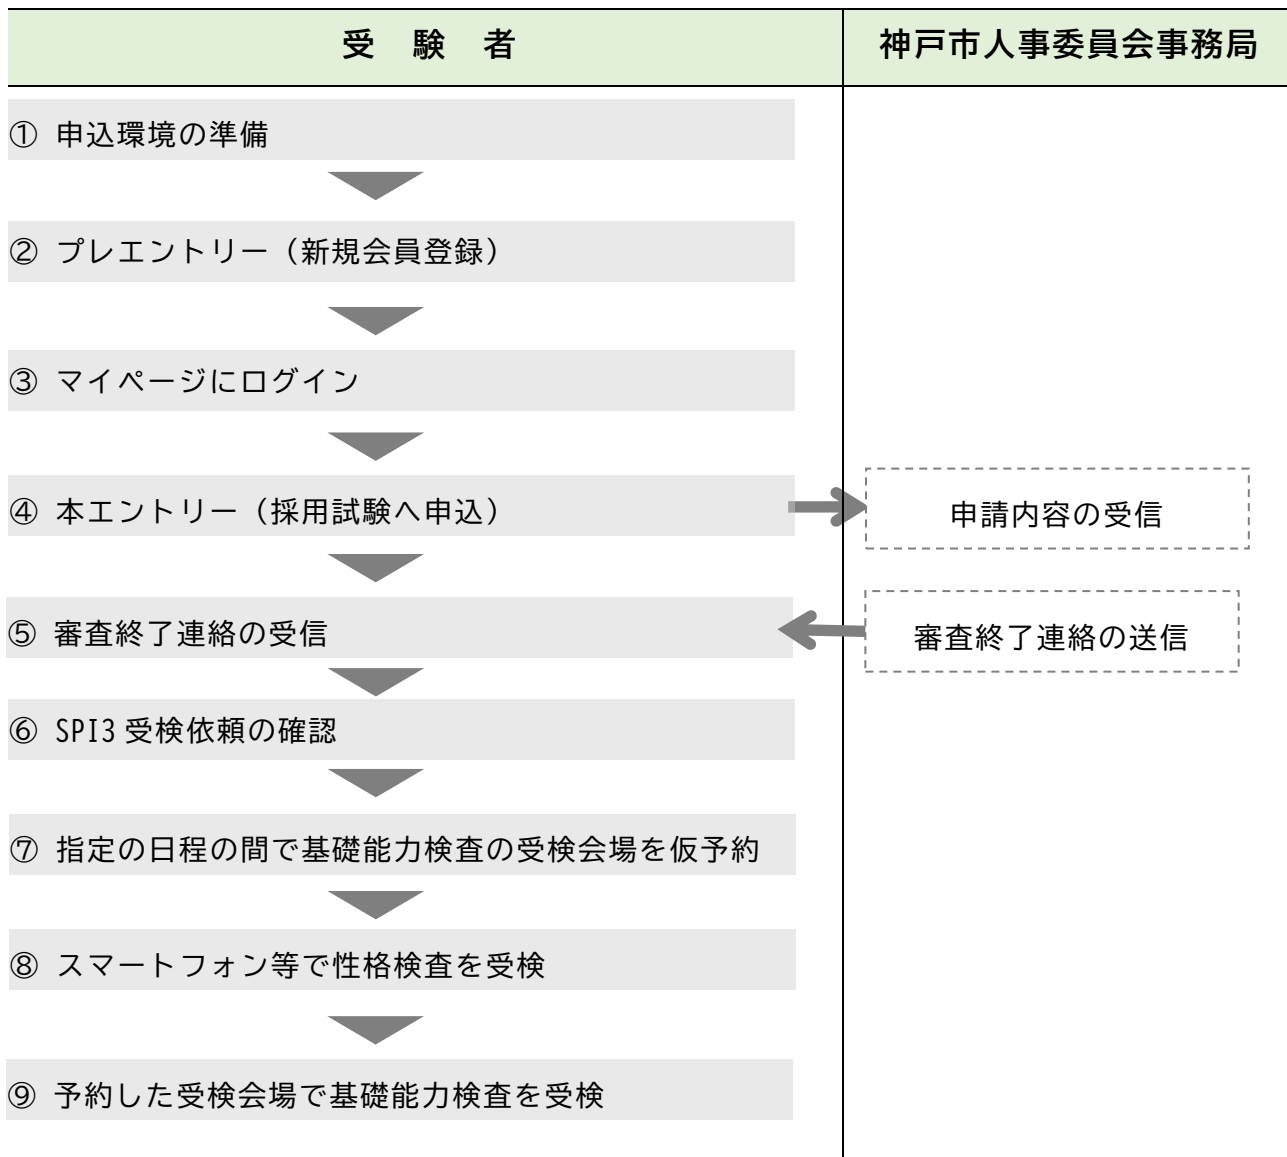 受　験　者
神戸市人事委員会事務局
① 申込環境の準備
② プレエントリー（新規会員登録）
③ マイページにログイン
④ 本エントリー（採用試験へ申込）
申請内容の受信
⑤ 審査終了連絡の受信
審査終了連絡の送信
⑥ SPI3 受検依頼の確認
⑦ 指定の日程の間で基礎能力検査の受検会場を仮予約
⑧ スマートフォン等で性格検査を受検
⑨ 予約した受検会場で基礎能力検査を受検